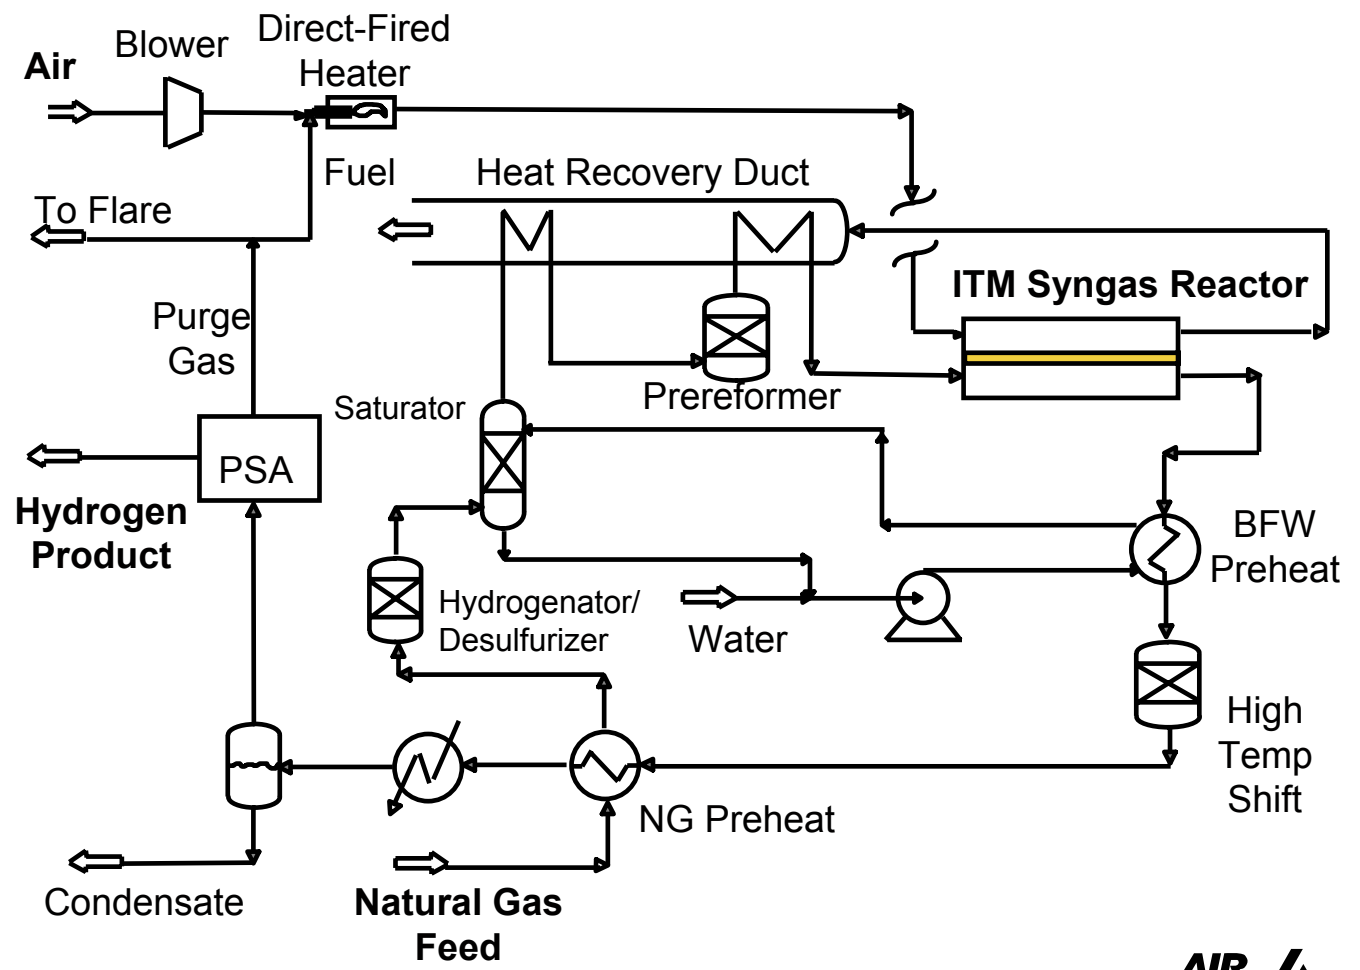 Direct-Fired
Heater
Blower
Air
Fuel
Heat Recovery Duct
To Flare
ITM Syngas Reactor
Purge
Gas
Prereformer
Saturator
PSA
Hydrogen
Product
BFW
Preheat
Hydrogenator/
Desulfurizer
Water
High
Temp
Shift
NG Preheat
Condensate
Natural Gas
Feed
AIR